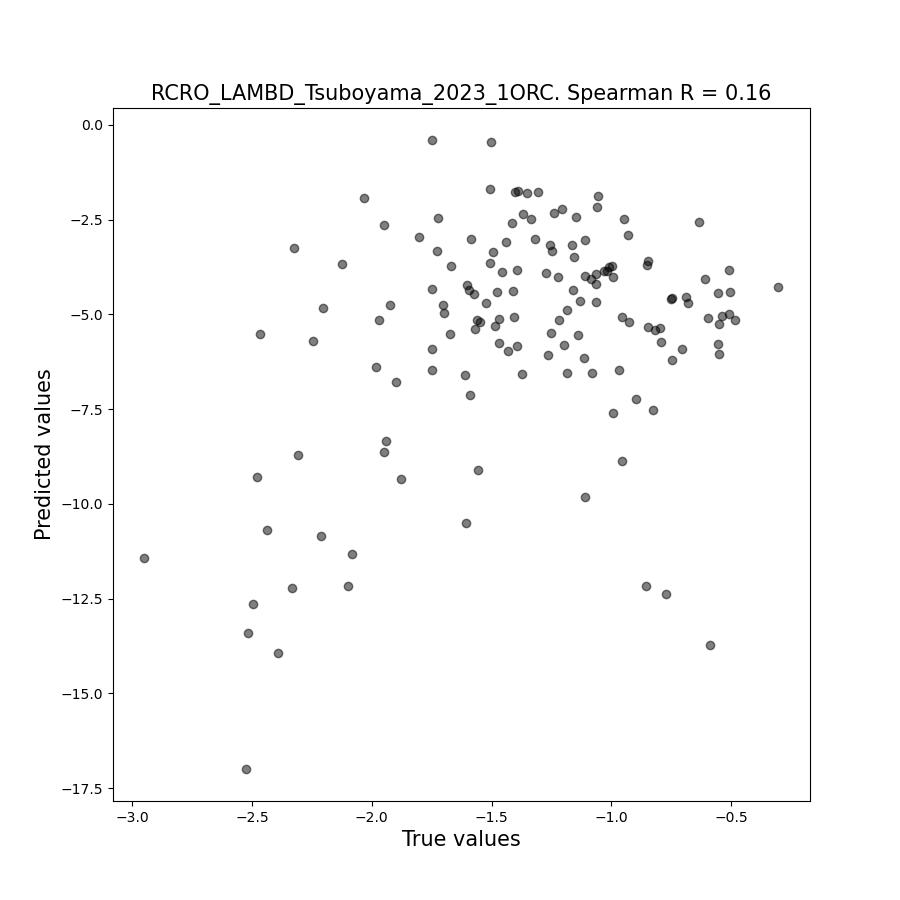 RCRO_LAMBD_Tsuboyama_2023_1ORC. Spearman R = 0.16
0.0
−2.5
−5.0
−7.5
−10.0
−12.5
−15.0
−17.5
Predicted values
−3.0 −2.5 −2.0 −1.5 −1.0 −0.5
True values